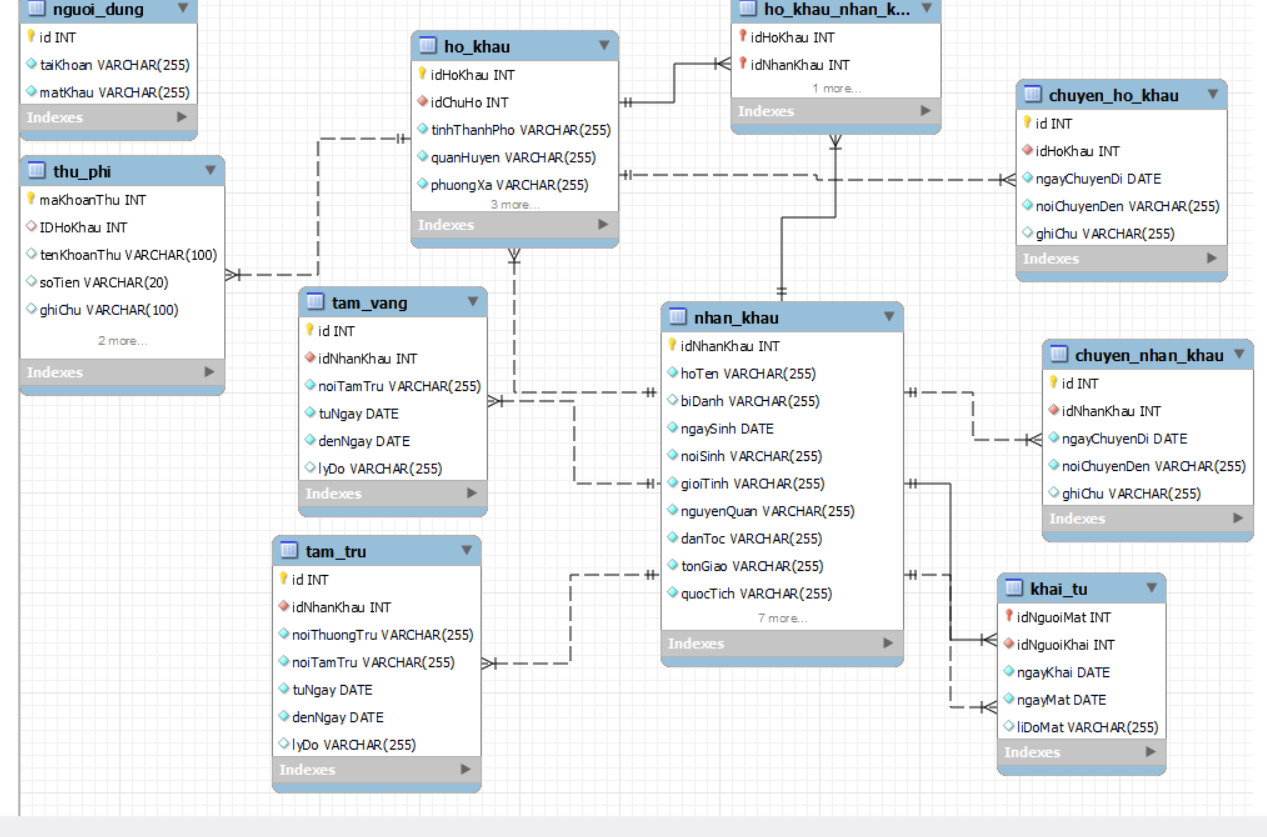 nguoi_dung
id INT
taiKhoan VARCHAR(255)
matKhau VARCHAR(255)
Indexes
thu_phi
maKhoanThu INT
IDHoKhau INT
tenKhoanThu VARCHAR(100)
soTien VARCHAR(20)
ghiChu VARCHAR(100)
2 more...
Indexes
ho_khau
idHoKhau INT
idChuHo INT
tinhThanhPho VARCHAR(255)
quanHuyen VARCHAR(255)
phuongXa VARCHAR(255)
3 more...
Indexes
ho_khau_nhan_k...
idHoKhau INT
idNhanKhau INT
1 more...
Indexes
chuyen_ho_khau
id INT
idHoKhau INT
ngayChuyenDi DATE
noiChuyenDen VARCHAR(255)
ghiChu VARCHAR(255)
Indexes
tam_vang
id INT
idNhanKhau INT
noiTamTru VARCHAR(255)
tuNgay DATE
denNgay DATE
lyDo VARCHAR(255)
Indexes
nhan_khau
idNhanKhau INT
hoTen VARCHAR(255)
biDanh VARCHAR(255)
ngaySinh DATE
noiSinh VARCHAR(255)
gioiTinh VARCHAR(255)
nguyenQuan VARCHAR(255)
danToc VARCHAR(255)
tonGiao VARCHAR(255)
quocTich VARCHAR(255)
7 more...
Indexes
chuyen_nhan_khau
id INT
idNhanKhau INT
ngayChuyenDi DATE
noiChuyenDen VARCHAR(255)
ghiChu VARCHAR(255)
Indexes
tam_tru
id INT
idNhanKhau INT
noiThuongTru VARCHAR(255)
noiTamTru VARCHAR(255)
tuNgay DATE
denNgay DATE
lyDo VARCHAR(255)
Indexes
khai_tu
idNguoiMat INT
idNguoiKhai INT
ngayKhai DATE
ngayMat DATE
liDoMat VARCHAR(255)
Indexes